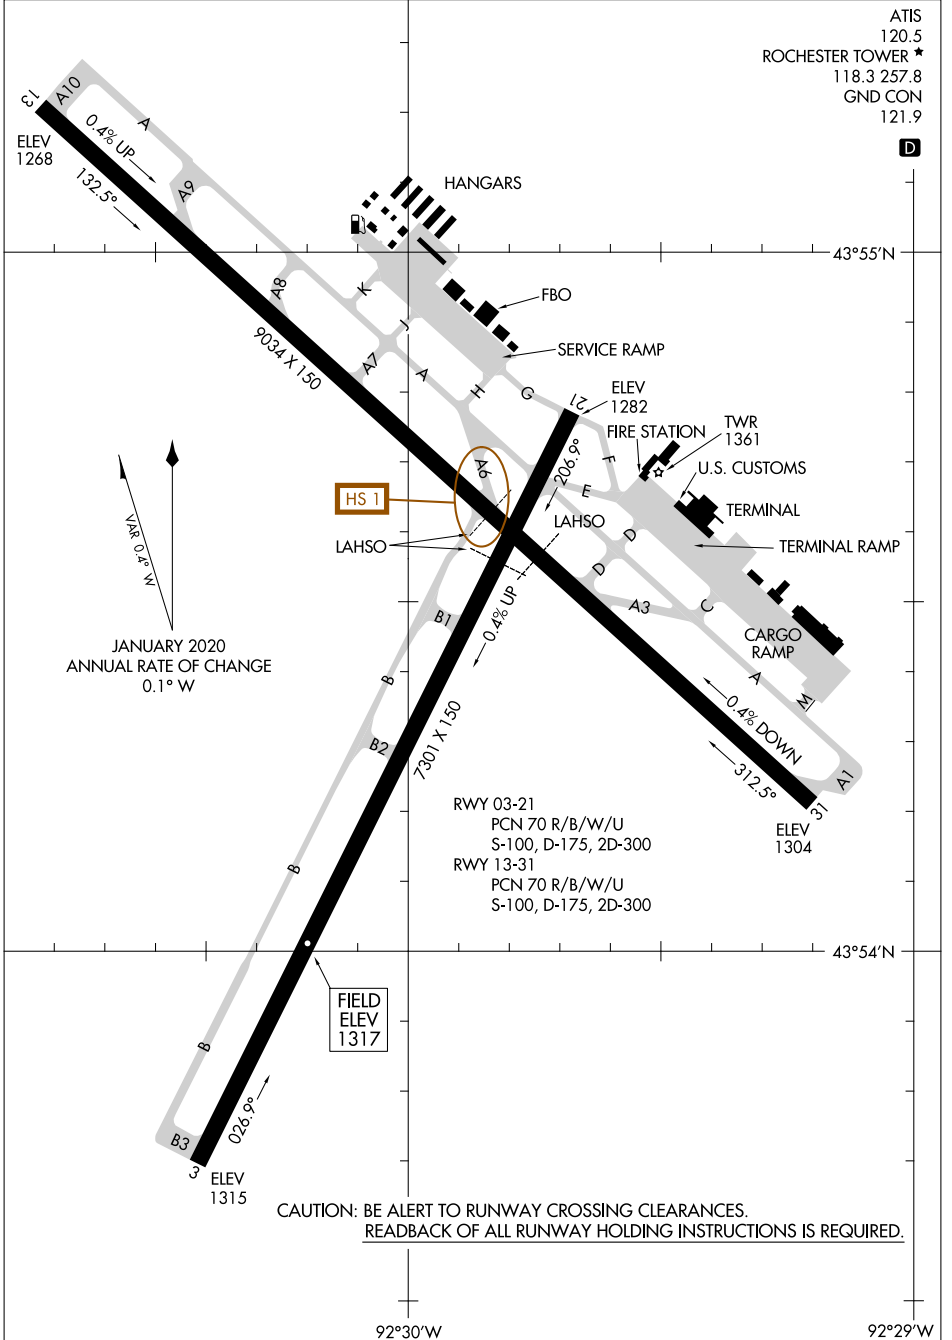 ATIS
120.5
ROCHESTER TOWER ★
118.3 257.8
GND CON
121.9
D
13
A10
A
0.4% UP
ELEV
1268
132.5°
A9
HANGARS
43°55'N
A8
K
FBO
J
9034 X 150
SERVICE RAMP
A7
A
H
G
21
ELEV
1282
FIRE STATION
TWR
1361
206.9°
F
U.S. CUSTOMS
A6
HS 1
E
TERMINAL
LAHSO
LAHSO
D
TERMINAL RAMP
VAR 0.4° W
D
0.4% UP
A3
C
B1
CARGO
RAMP
JANUARY 2020
ANNUAL RATE OF CHANGE
0.1° W
B
A
M
0.4% DOWN
B2
7301 X 150
312.5°
A1
31
ELEV
1304
RWY 03-21
PCN 70 R/B/W/U
S-100, D-175, 2D-300
RWY 13-31
PCN 70 R/B/W/U
S-100, D-175, 2D-300
B
43°54'N
FIELD
ELEV
1317
B
026.9°
B3
3
ELEV
1315
CAUTION: BE ALERT TO RUNWAY CROSSING CLEARANCES.
READBACK OF ALL RUNWAY HOLDING INSTRUCTIONS IS REQUIRED.
92°30'W
92°29'W